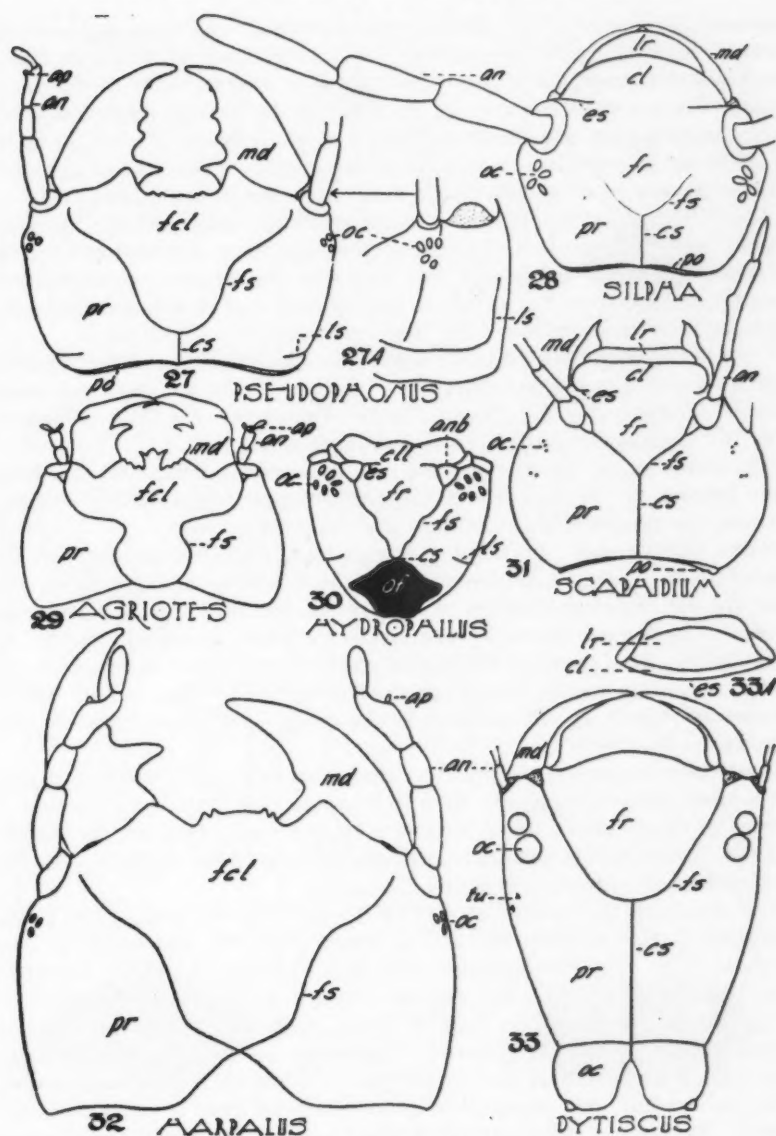 ap
an
md
fcl
oc
fs
pr
cs
ls
po
27
27A
PSEUDOPHONUS
an
lr
md
cl
es
oc
fr
fs
pr
cs
po
28
SILPHA
ap
an
md
fcl
pr
fs
29
AGRIOTES
anb
cll
oc
es
fr
fs
cs
ls
of
30
HYDROPHILUS
lr
md
cl
an
es
fr
oc
fs
pr
cs
po
31
SCAPHIDIUM
ap
md
an
fcl
oc
fs
pr
32
HARPALUS
lr
cl
es
33A
md
fr
oc
fs
tu
pr
cs
33
oc
DYTISCUS